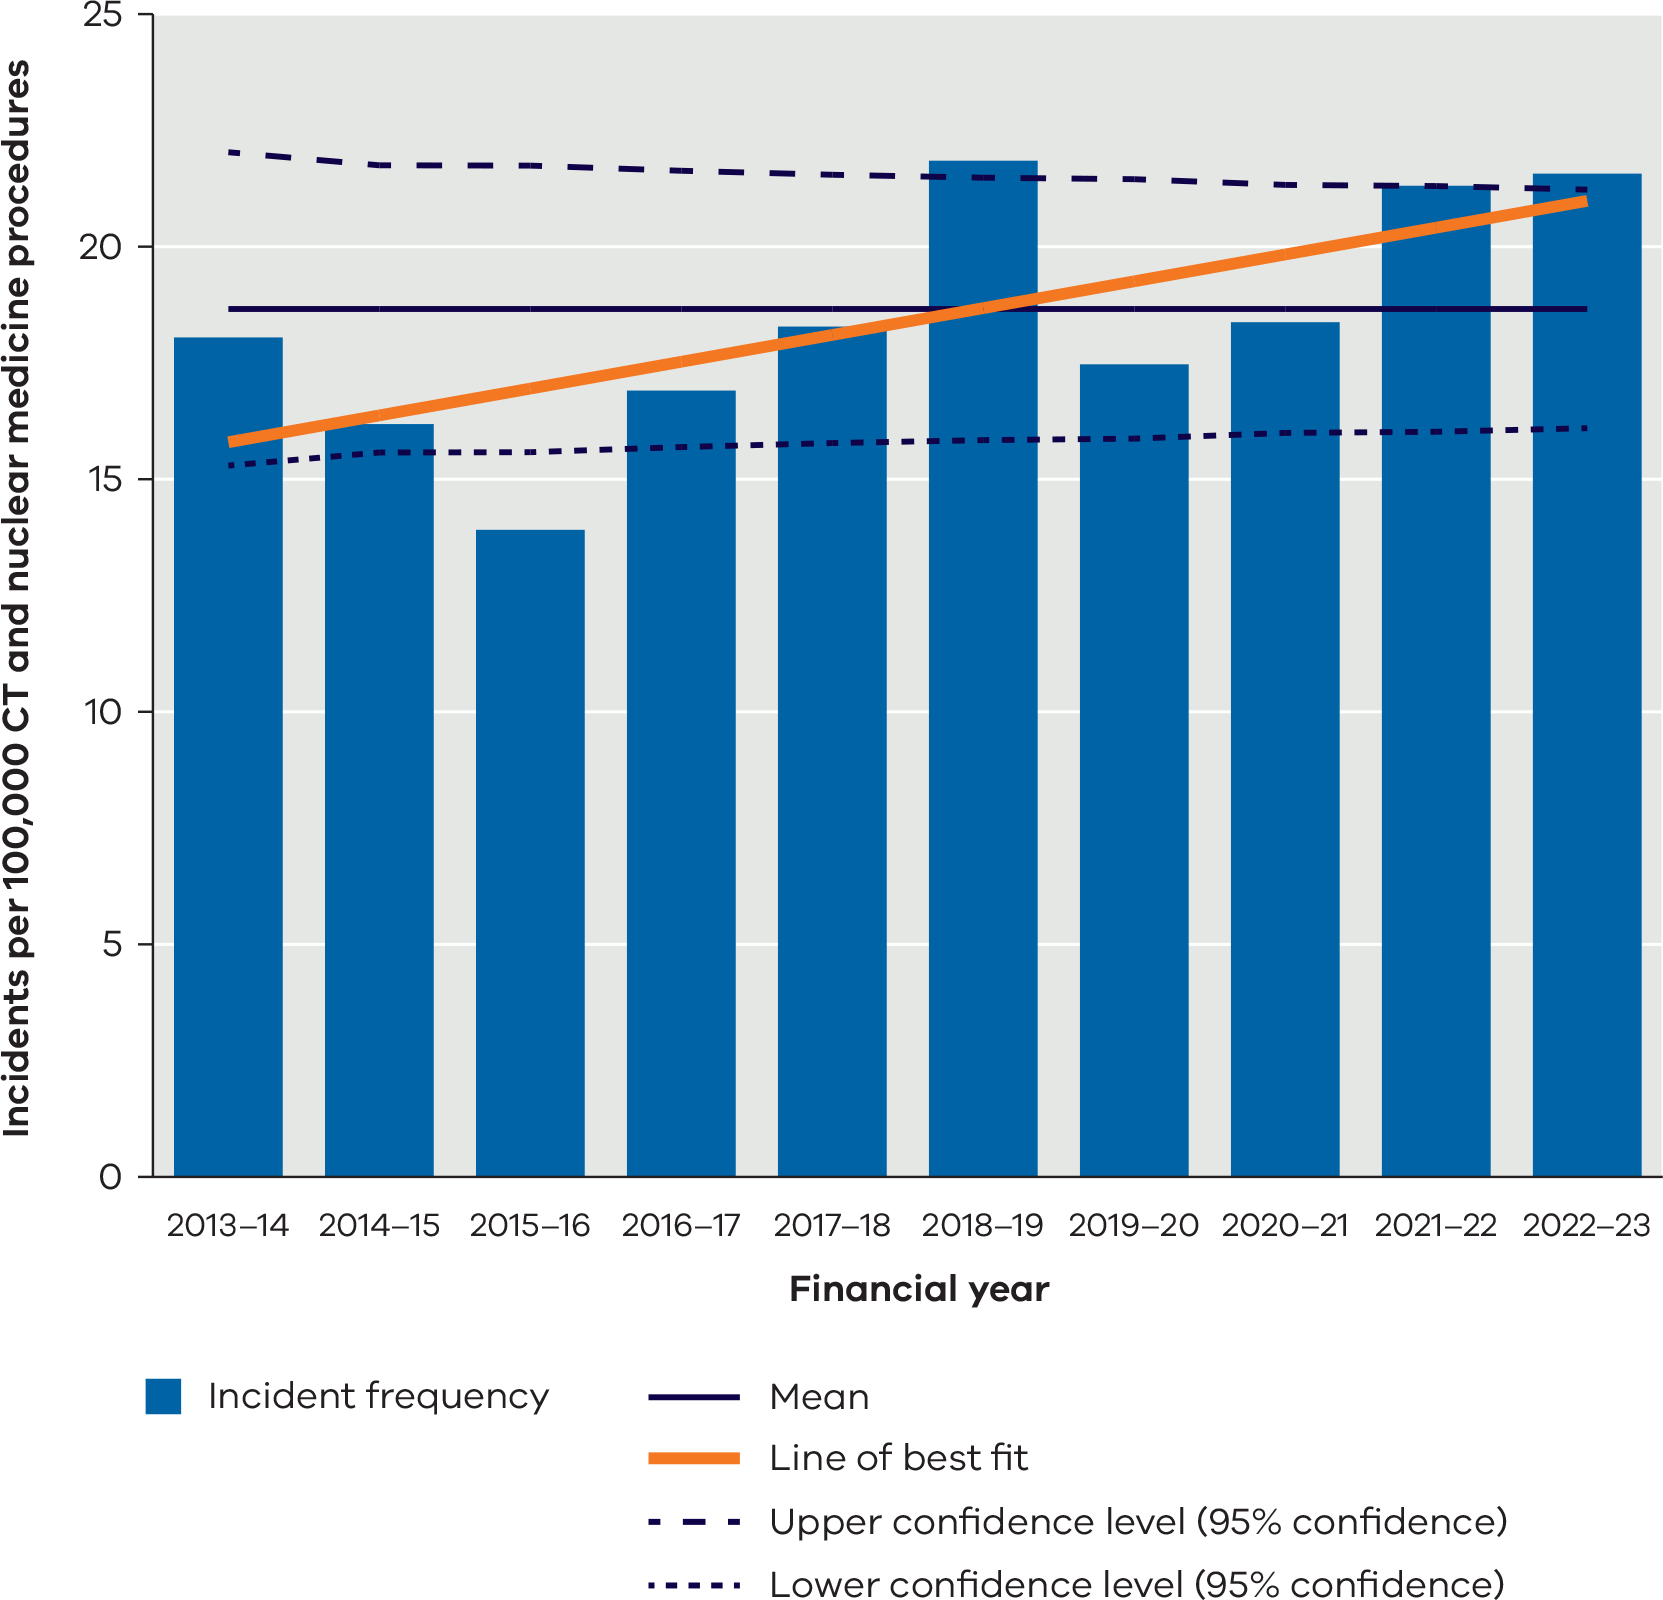 Incidents per 100,000 CT and nuclear medicine procedures
25
20
15
10
5
0
2013–14 2014–15 2015–16 2016–17 2017–18 2018–19 2019–20 2020–21 2021–22 2022–23
Financial year
Incident frequency
Mean
Line of best fit
Upper confidence level (95% confidence)
Lower confidence level (95% confidence)